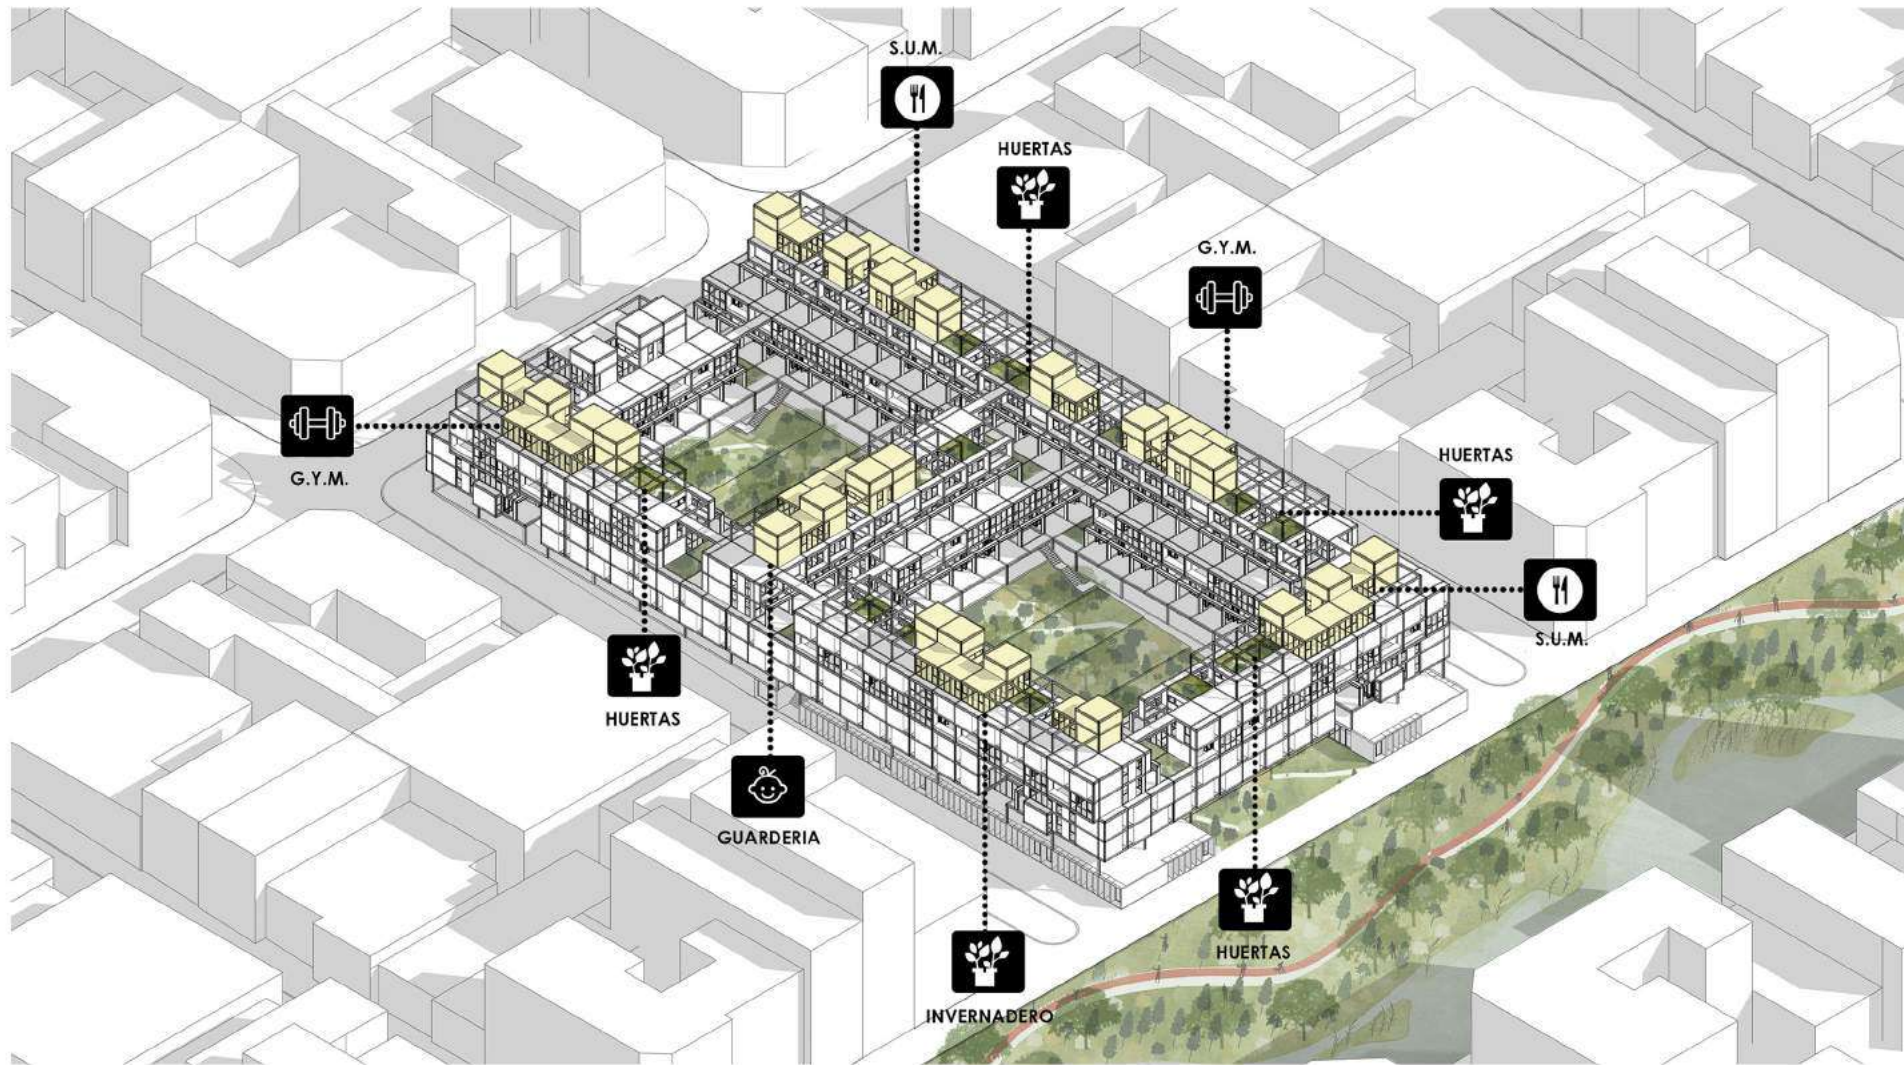 S.U.M.
HUERTAS
G.Y.M.
G.Y.M.
HUERTAS
S.U.M.
HUERTAS
GUARDERIA
HUERTAS
INVERNADERO